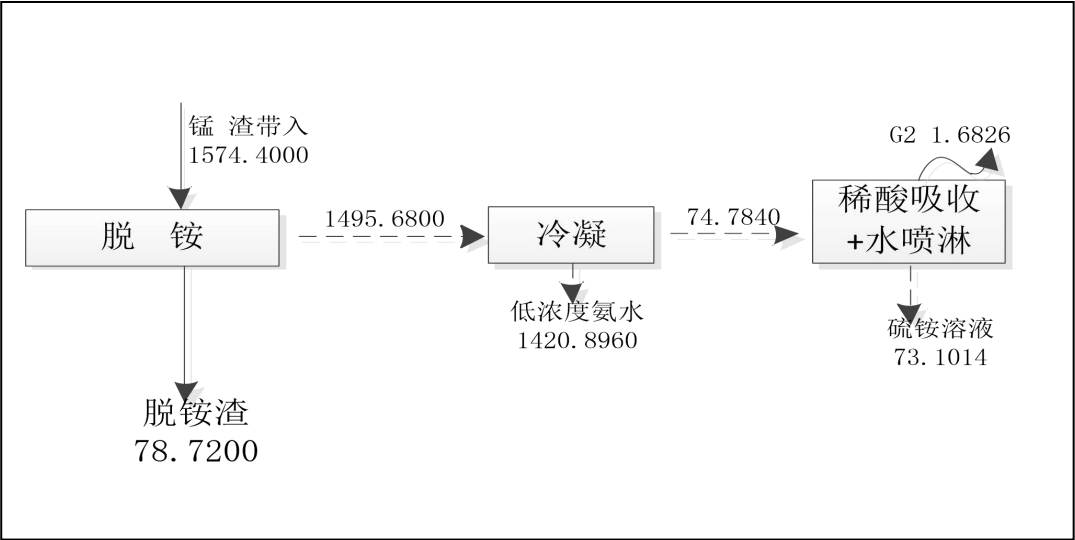 锰 渣带入
1574.4000
G2 1.6826
脱 铵
1495.6800
冷凝
74.7840
稀酸吸收
+水喷淋
低浓度氨水
1420.8960
硫铵溶液
73.1014
脱铵渣
78.7200